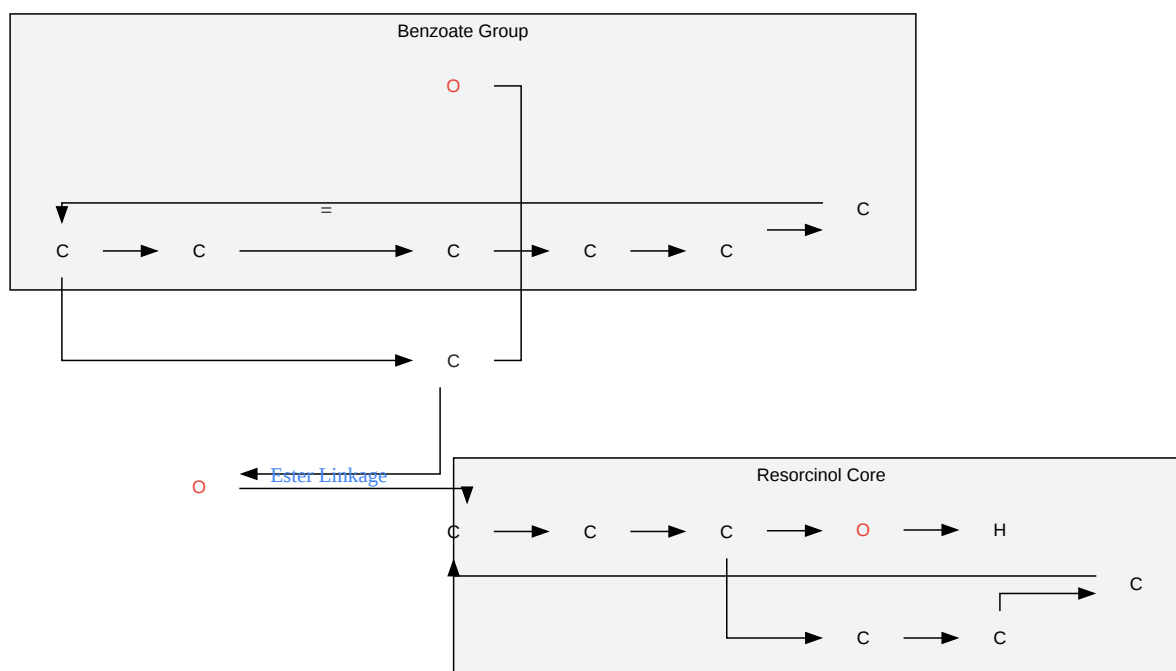 Benzoate Group
O
=
C
C C C C C
C
Ester Linkage
O
Resorcinol Core
C C C O H
C
C C